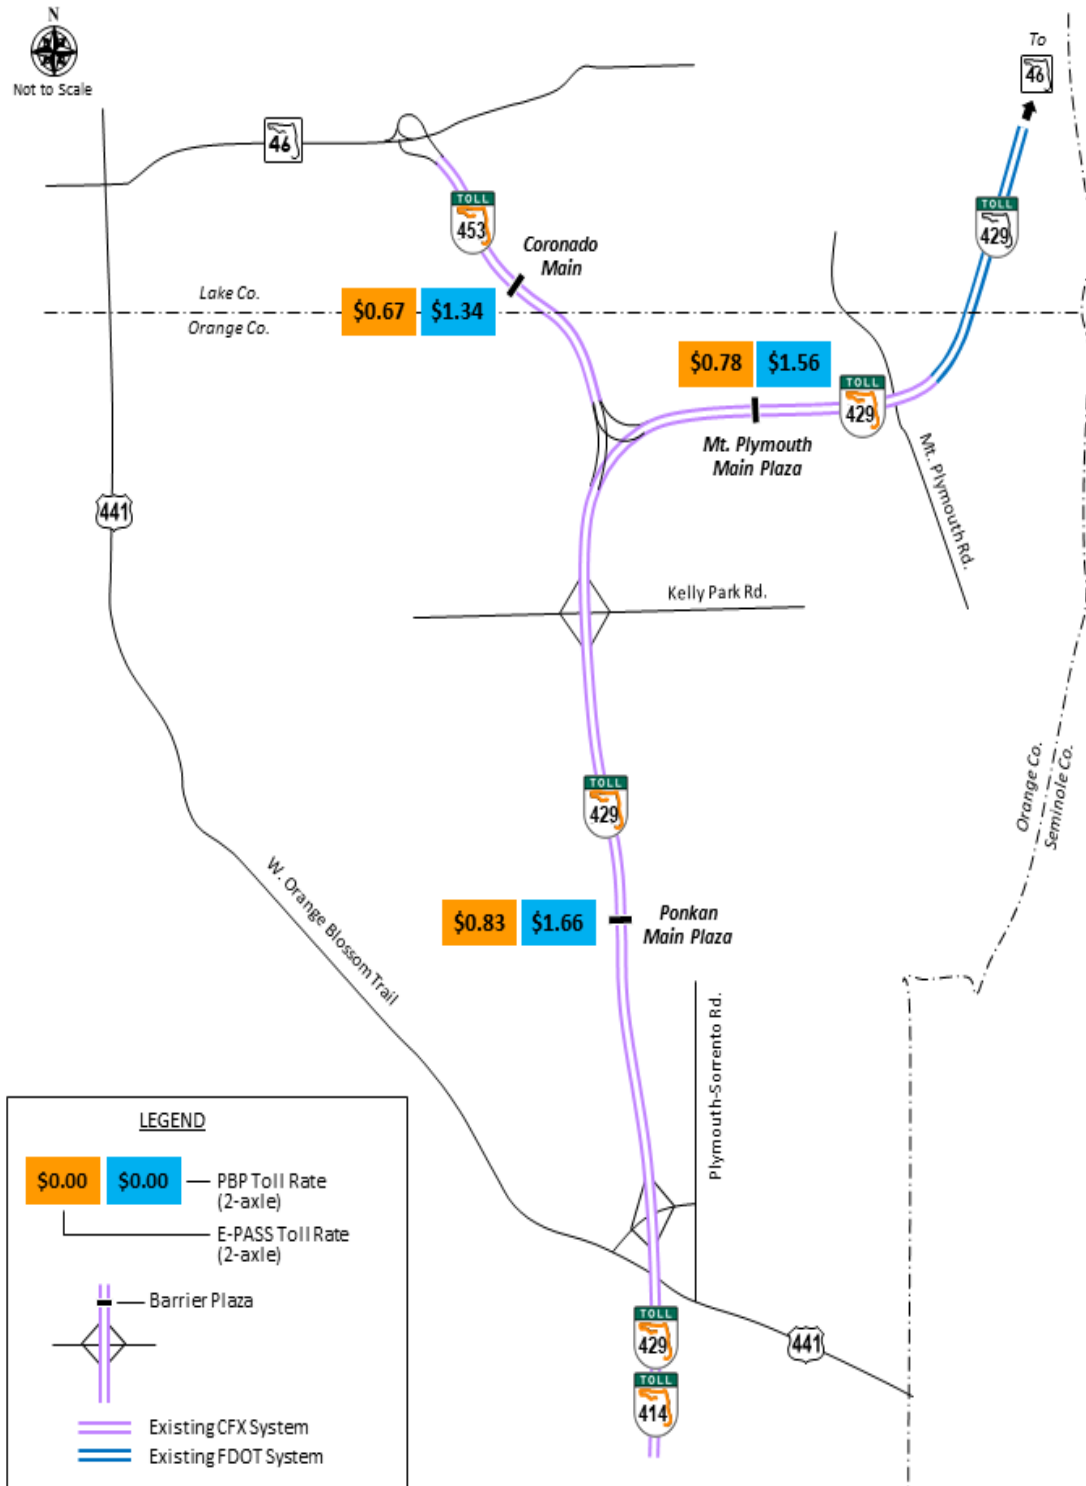 N
Not to Scale
To
46
46
TOLL
453
Coronado
Main
TOLL
429
Lake Co.
Orange Co.
$0.67
$1.34
$0.78
$1.56
TOLL
429
Mt. Plymouth
Main Plaza
Mt. Plymouth Rd.
441
Kelly Park Rd.
TOLL
429
Orange Co.
Seminole Co.
W. Orange Blossom Trail
$0.83
$1.66
Ponkan
Main Plaza
Plymouth-Sorrento Rd.
LEGEND
$0.00
$0.00
PBP Toll Rate
(2-axle)
E-PASS Toll Rate
(2-axle)
Barrier Plaza
Existing CFX System
Existing FDOT System
TOLL
429
TOLL
414
441